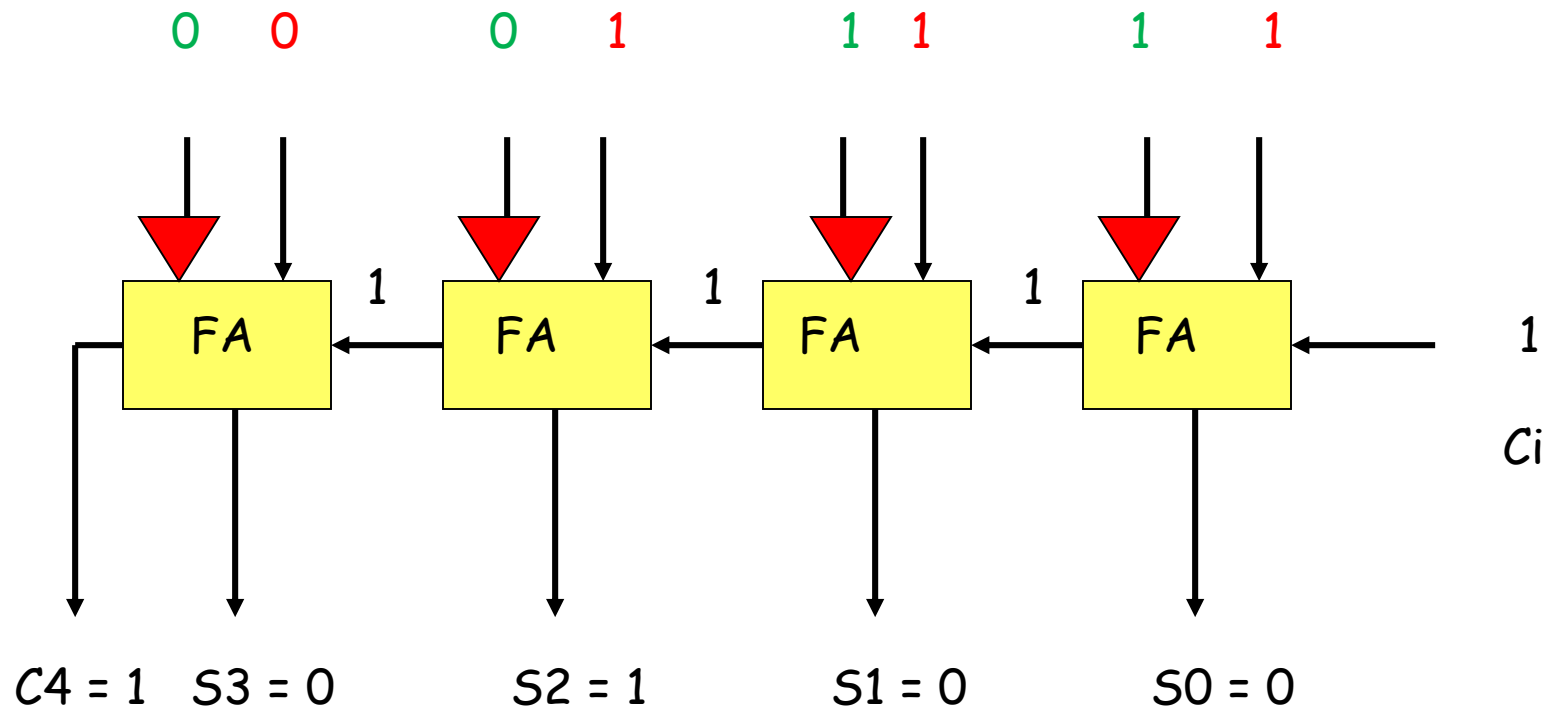 0 0 0 1 1 1 1 1
1 1 1
FA FA FA FA 1
Ci
C4 = 1 S3 = 0 S2 = 1 S1 = 0 S0 = 0